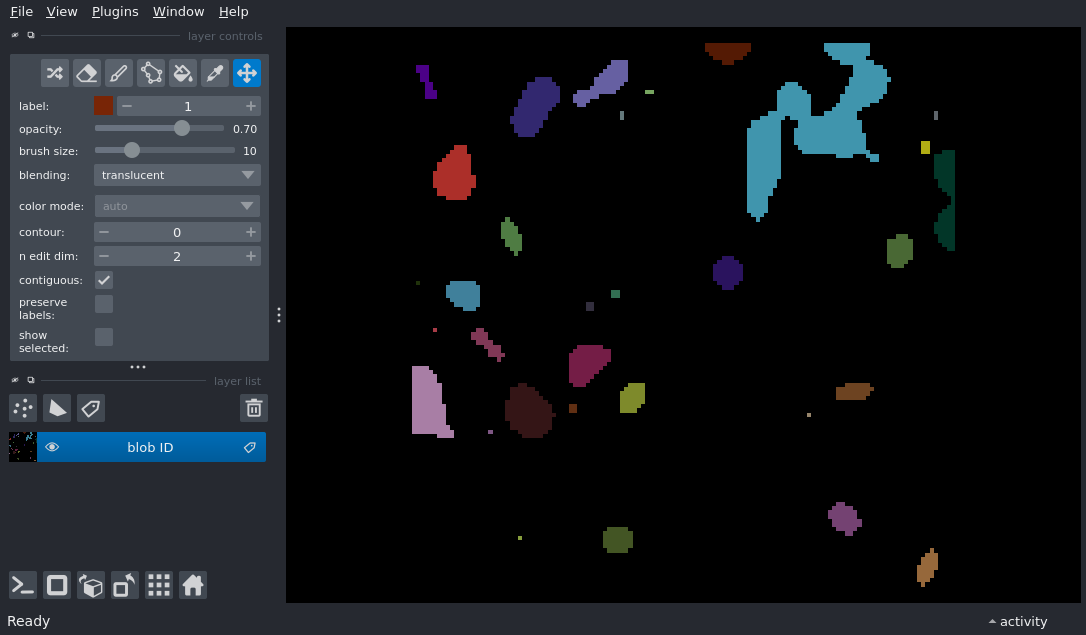 File View Plugins Window Help
layer controls
label: 1
opacity: 0.70
brush size: 10
blending: translucent
color mode: auto
contour: 0
n edit dim: 2
contiguous:
preserve
labels:
show
selected:
layer list
blob ID
Ready
activity